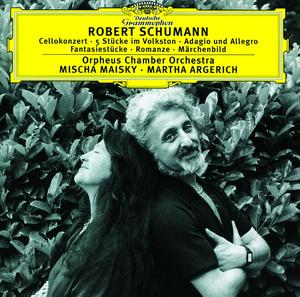 Deutsche
Grammophon
ROBERT SCHUMANN
Cellokonzert · 5 Stücke im Volkston · Adagio und Allegro
Fantasiestücke · Romanze · Märchenbild
Orpheus Chamber Orchestra
MISCHA MAISKY · MARTHA ARGERICH